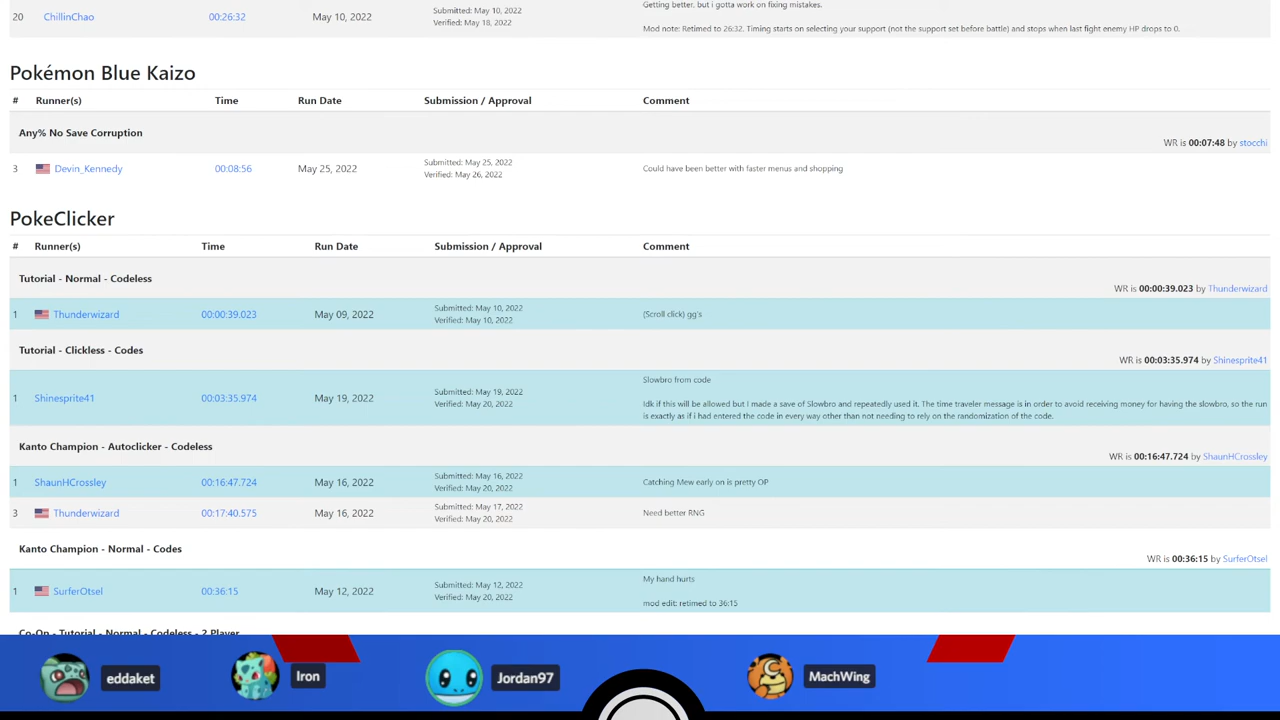 20 ChillinChao 00:26:32 May 10, 2022 Submitted: May 10, 2022 Verified: May 18, 2022 Getting better, but i gotta work on fixing mistakes.
Mod note: Retimed to 26:32. Timing starts on selecting your support (not the support set before battle) and stops when last fight enemy HP drops to 0.
Pokémon Blue Kaizo
# Runner(s) Time Run Date Submission / Approval Comment
Any% No Save Corruption
WR is 00:07:48 by stocchi
3 Devin_Kennedy 00:08:56 May 25, 2022 Submitted: May 25, 2022 Verified: May 26, 2022 Could have been better with faster menus and shopping
PokeClicker
# Runner(s) Time Run Date Submission / Approval Comment
Tutorial - Normal - Codeless
WR is 00:00:39.023 by Thunderwizard
1 Thunderwizard 00:00:39.023 May 09, 2022 Submitted: May 10, 2022 Verified: May 10, 2022 (Scroll click) gg's
Tutorial - Clickless - Codes
WR is 00:03:35.974 by Shinesprite41
Slowbro from code
1 Shinesprite41 00:03:35.974 May 19, 2022 Submitted: May 19, 2022 Verified: May 20, 2022 Idk if this will be allowed but I made a save of Slowbro and repeatedly used it. The time traveler message is in order to avoid receiving money for having the slowbro, so the run
is exactly as if i had entered the code in every way other than not needing to rely on the randomization of the code.
Kanto Champion - Autoclicker - Codeless
WR is 00:16:47.724 by ShaunHCrossley
1 ShaunHCrossley 00:16:47.724 May 16, 2022 Submitted: May 16, 2022 Verified: May 20, 2022 Catching Mew early on is pretty OP
3 Thunderwizard 00:17:40.575 May 16, 2022 Submitted: May 17, 2022 Verified: May 20, 2022 Need better RNG
Kanto Champion - Normal - Codes
WR is 00:36:15 by SurferOtsel
1 SurferOtsel 00:36:15 May 12, 2022 Submitted: May 12, 2022 Verified: May 20, 2022 My hand hurts
mod edit: retimed to 36:15
Co-Op - Tutorial - Normal - Codeless - 2 Player
eddaket Iron Jordan97 MachWing